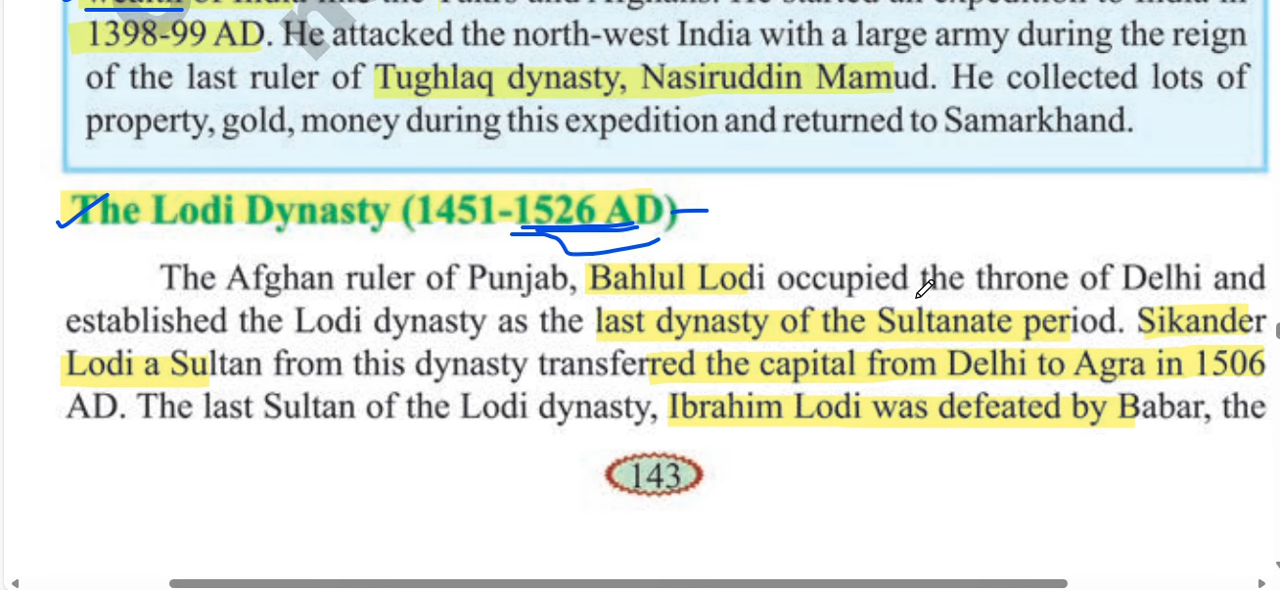 1398-99 AD. He attacked the north-west India with a large army during the reign
of the last ruler of Tughlaq dynasty, Nasiruddin Mamud. He collected lots of
property, gold, money during this expedition and returned to Samarkhand.
The Lodi Dynasty (1451-1526 AD)
The Afghan ruler of Punjab, Bahlul Lodi occupied the throne of Delhi and
established the Lodi dynasty as the last dynasty of the Sultanate period. Sikander
Lodi a Sultan from this dynasty transferred the capital from Delhi to Agra in 1506
AD. The last Sultan of the Lodi dynasty, Ibrahim Lodi was defeated by Babar, the
143